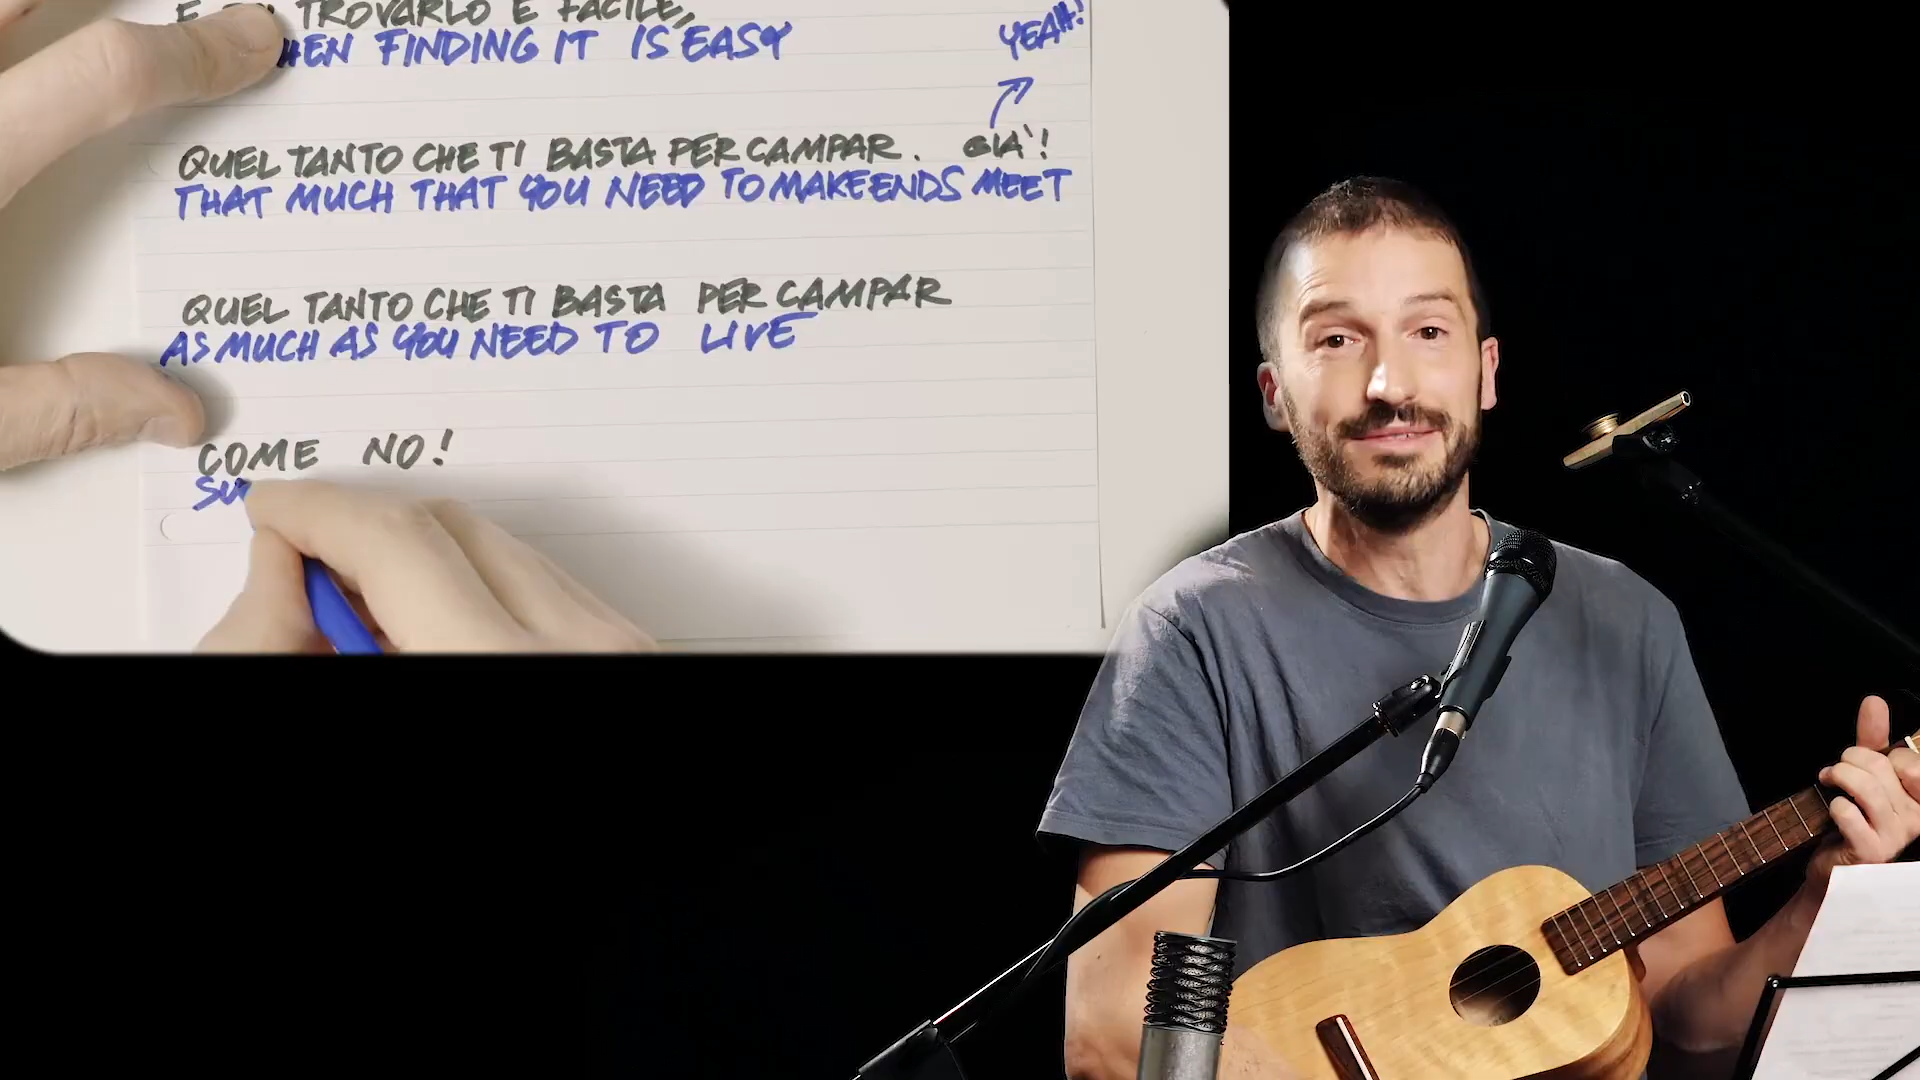 TROVARLO È FACILE,
WHEN FINDING IT IS EASY
YEAH!
QUEL TANTO CHE TI BASTA PER CAMPAR. GIA'!
THAT MUCH THAT YOU NEED TO MAKE ENDS MEET
QUEL TANTO CHE TI BASTA PER CAMPAR
AS MUCH AS YOU NEED TO LIVE
COME NO!